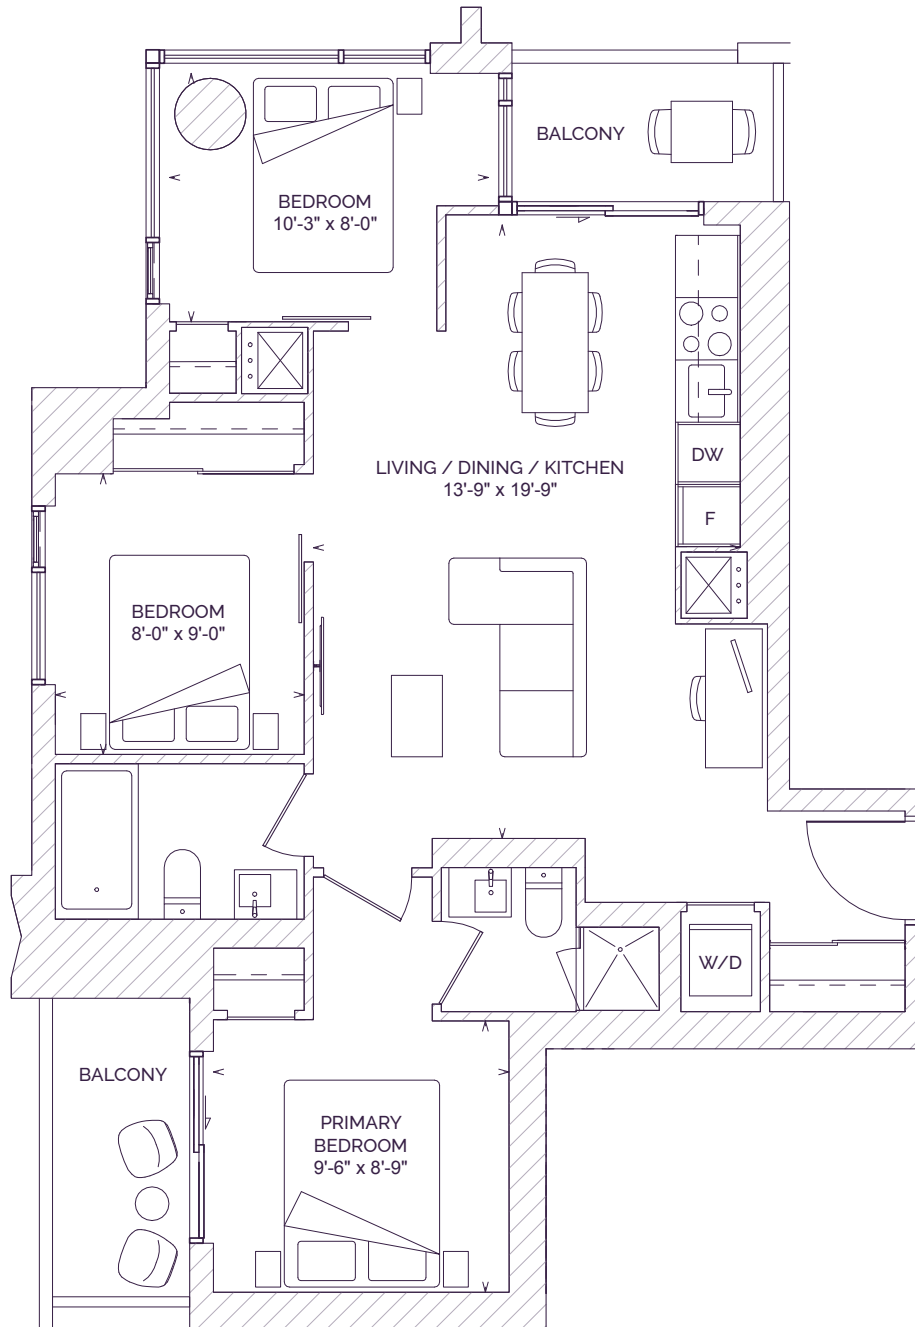 BALCONY
BEDROOM
10'-3" x 8'-0"
LIVING / DINING / KITCHEN
13'-9" x 19'-9"
DW
F
BEDROOM
8'-0" x 9'-0"
W/D
BALCONY
PRIMARY
BEDROOM
9'-6" x 8'-9"